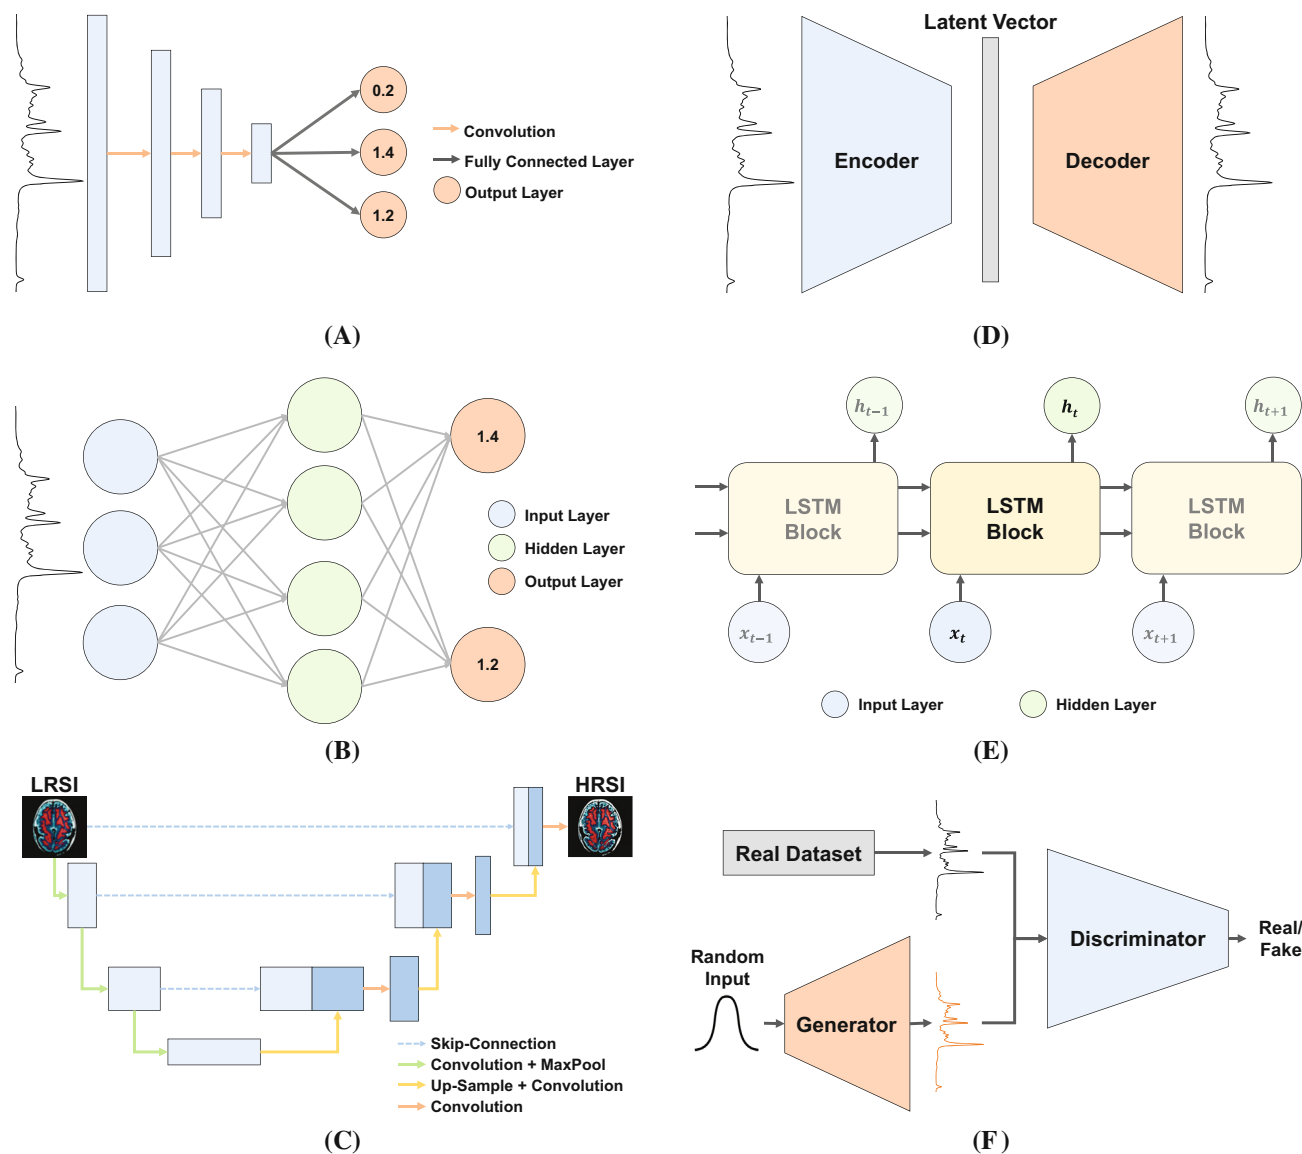 0.2
1.4
1.2
Convolution
Fully Connected Layer
Output Layer
(A)
Latent Vector
Encoder
Decoder
(D)
1.4
1.2
Input Layer
Hidden Layer
Output Layer
(B)
h_{t-1}
h_t
h_{t+1}
LSTM
Block
LSTM
Block
LSTM
Block
x_{t-1}
x_t
x_{t+1}
Input Layer
Hidden Layer
(E)
LRSI
HRSI
Skip-Connection
Convolution + MaxPool
Up-Sample + Convolution
Convolution
(C)
Real Dataset
Random
Input
Generator
Discriminator
Real/
Fake
(F)